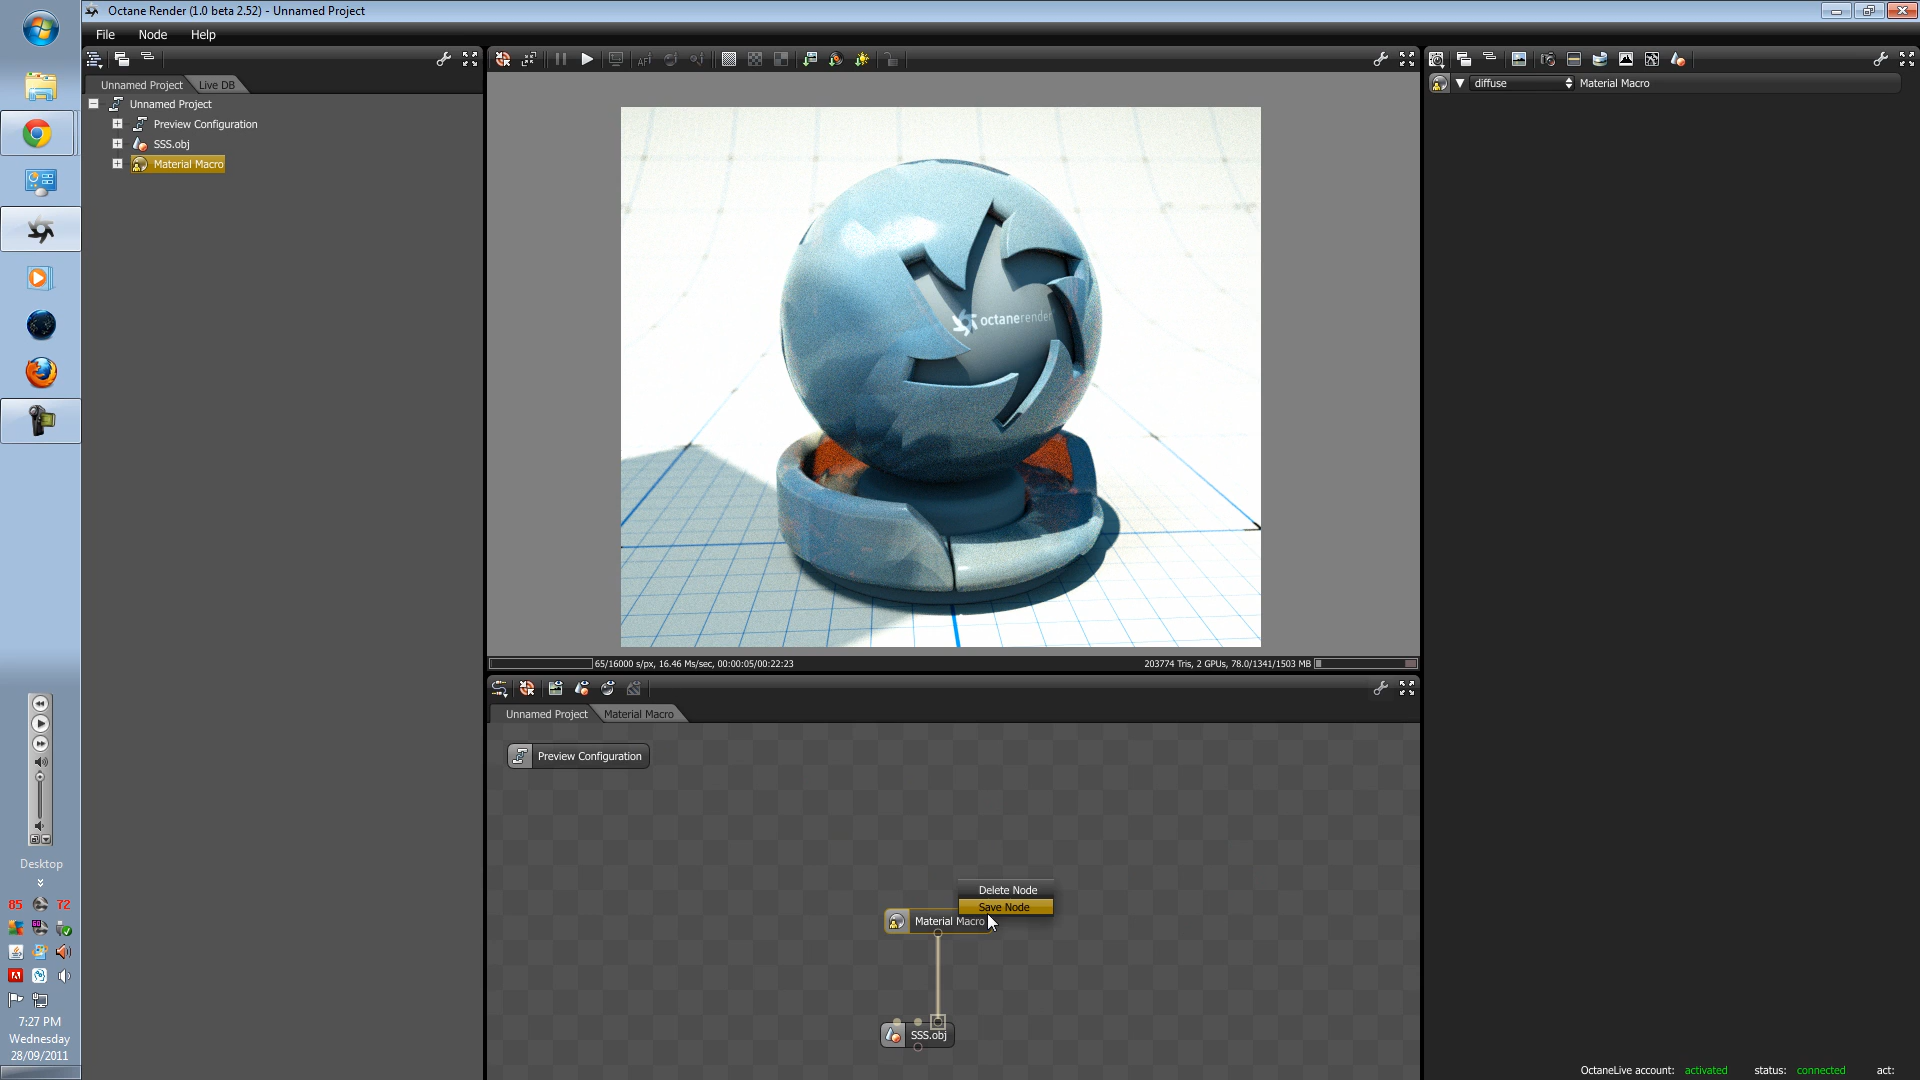 Octane Render (1.0 beta 2.52) - Unnamed Project
File Node Help
Unnamed Project Live DB
Unnamed Project
Preview Configuration
SSS.obj
Material Macro
diffuse Material Macro
octanerender
65/16000 s/px, 16.46 Ms/sec, 00:00:05/00:22:23
203774 Tris, 2 GPUs, 78.0/1341/1503 MB
Unnamed Project Material Macro
Preview Configuration
Delete Node
Save Node
Material Macro
SSS.obj
Desktop
85 72
7:27 PM
Wednesday
28/09/2011
OctaneLive account: activated status: connected act: